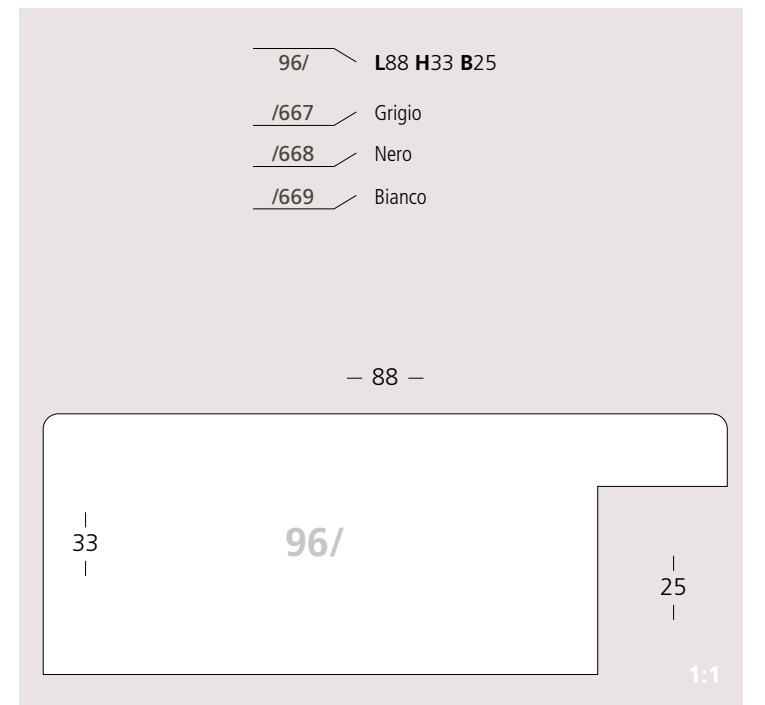 96/ L88 H33 B25
/667 Grigio
/668 Nero
/669 Bianco
— 88 —
33
96/
25
1:1